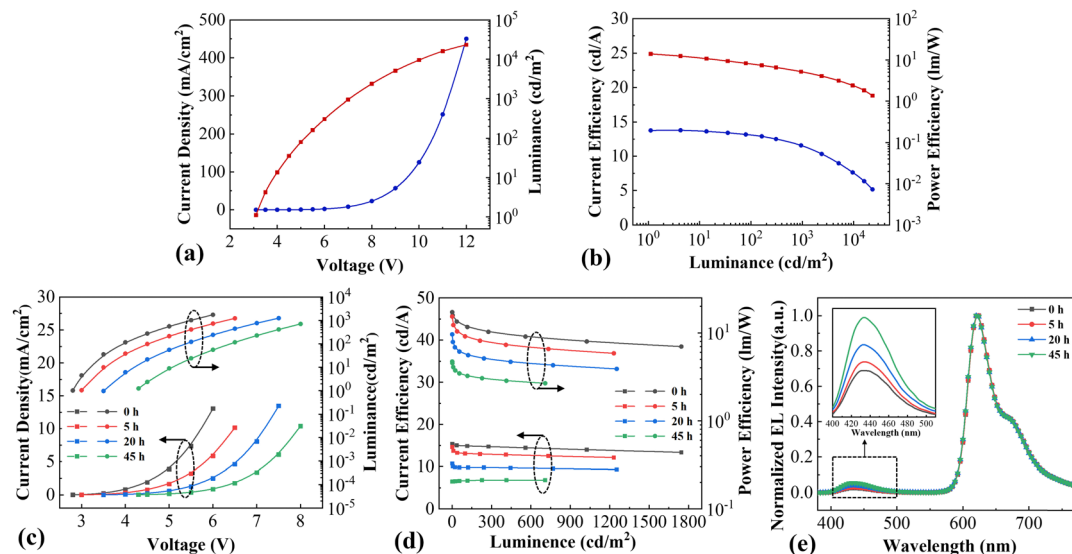 500
450
400
350
300
250
200
150
100
50
0
Current Density (mA/cm²)
10⁵
10⁴
10³
10²
10¹
10⁰
Luminance (cd/m²)
2 4 6 8 10 12
Voltage (V)
(a)
30
25
20
15
10
5
0
Current Efficiency (cd/A)
10²
10¹
10⁰
10⁻¹
10⁻²
10⁻³
Power Efficiency (lm/W)
10⁰ 10¹ 10² 10³ 10⁴
Luminance (cd/m²)
(b)
30
25
20
15
10
5
0
Current Density(mA/cm²)
10⁷
10⁶
10⁵
10⁴
10³
10²
10¹
10⁰
10⁻¹
10⁻²
10⁻³
10⁻⁴
10⁻⁵
Luminance(cd/m²)
0 h
5 h
20 h
45 h
3 4 5 6 7 8
Voltage (V)
(c)
50
40
30
20
10
0
Current Efficiency (cd/A)
10¹
10⁰
10⁻¹
Power Efficiency (lm/W)
0 h
5 h
20 h
45 h
0 300 600 900 1200 1500 1800
Luminence (cd/m²)
(d)
1.0
0.8
0.6
0.4
0.2
0.0
Normalized EL Intensity(a.u.)
400 420 440 460 480 500
Wavelength (nm)
0 h
5 h
20 h
45 h
400 500 600 700
Wavelength (nm)
(e)